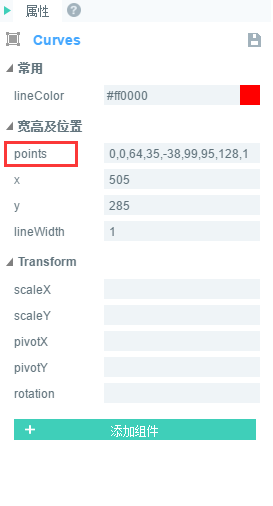 属性 ?
Curves
常用
lineColor #ff0000
宽高及位置
points 0,0,64,35,-38,99,95,128,1
x 505
y 285
lineWidth 1
Transform
scaleX
scaleY
pivotX
pivotY
rotation
+ 添加组件